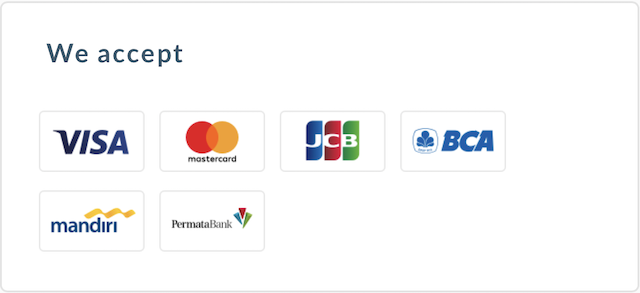 We accept
VISA
mastercard
JCB
BCA
mandiri
PermataBank